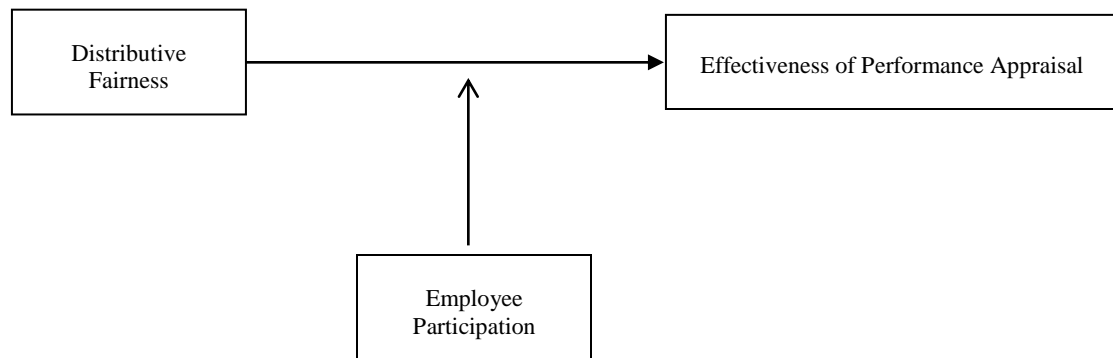 Distributive
Fairness
Effectiveness of Performance Appraisal
Employee
Participation